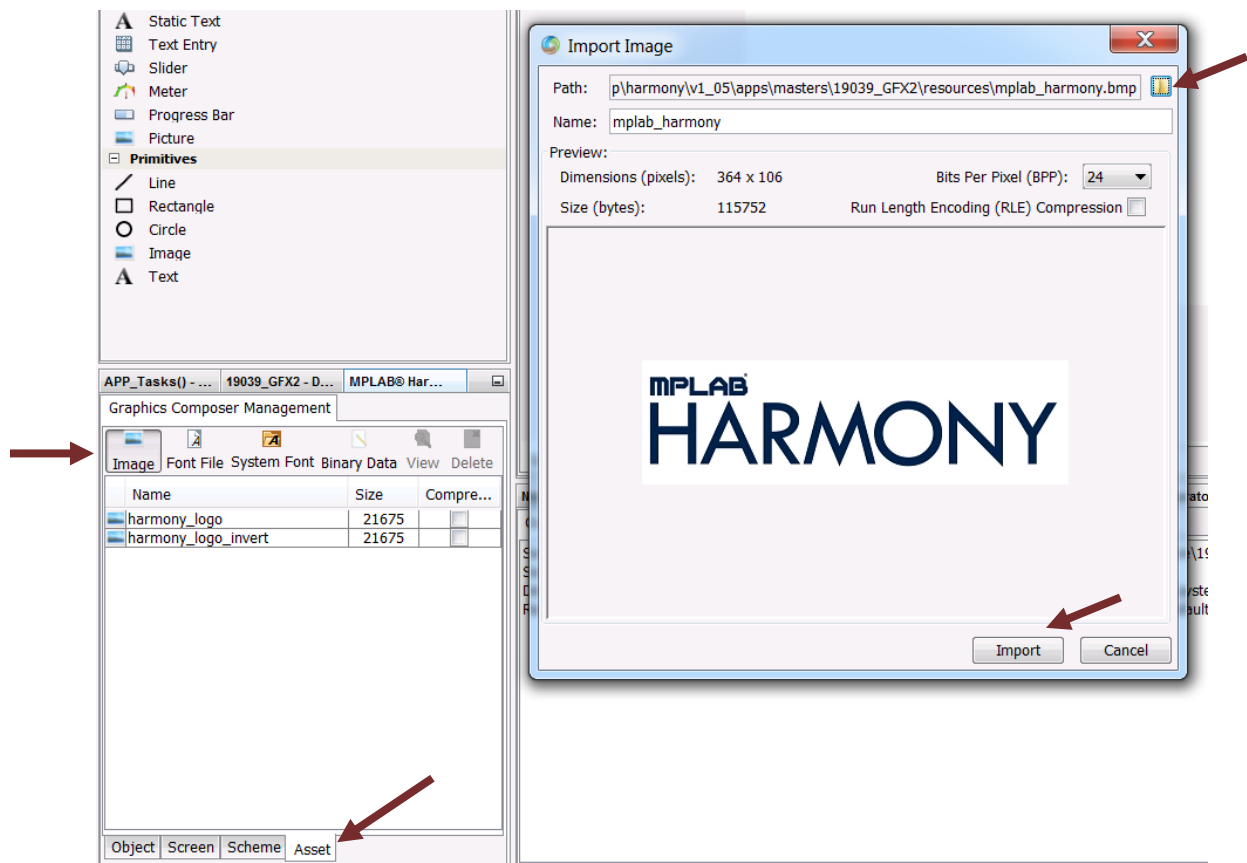 Static Text
Text Entry
Slider
Meter
Progress Bar
Picture
Primitives
Line
Rectangle
Circle
Image
Text
APP_Tasks() - ... 19039_GFX2 - D... MPLAB® Har...
Graphics Composer Management
Image Font File System Font Binary Data View Delete
Name Size Compre...
harmony_logo 21675
harmony_logo_invert 21675
Object Screen Scheme Asset
Import Image
Path: p\harmony\v1_05\apps\masters\19039_GFX2\resources\mplab_harmony.bmp
Name: mplab_harmony
Preview:
Dimensions (pixels): 364 x 106 Bits Per Pixel (BPP): 24
Size (bytes): 115752 Run Length Encoding (RLE) Compression
MPLAB®
HARMONY
Import Cancel